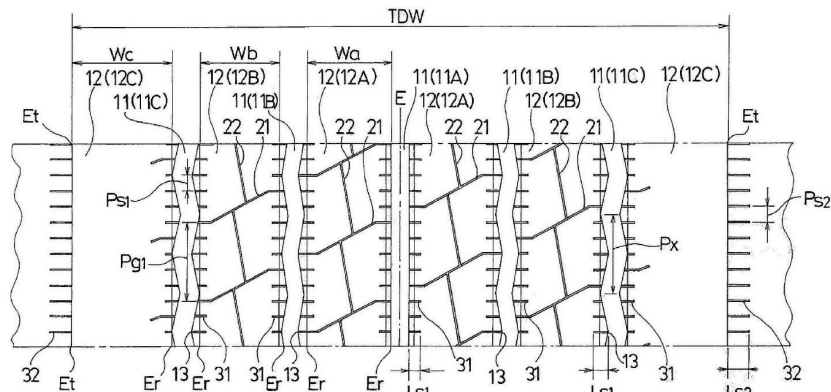 TDW
Wc Wb Wa
12(12C) 12(12B) 12(12A) E 11(11A) 11(11B) 11(11C) 12(12C)
11(11C) 11(11B) 12(12A) 12(12B)
Et 22 21 22 21 22 21 22 21 Et
Ps1 Ps2
Pg1 Px
32 31 31 31 31 31 32
Et Er 13 Er Er 13 Er Er Ls1 13 Ls1 13 Ls2